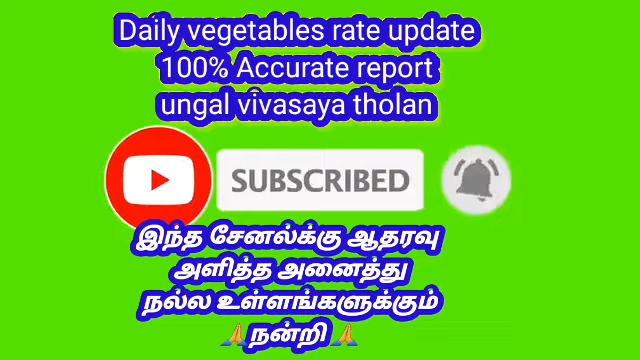 Daily vegetables rate update
100% Accurate report
ungal vivasaya tholan
SUBSCRIBED
இந்த சேனல்க்கு ஆதரவு
அளித்த அனைத்து
நல்ல உள்ளங்களுக்கும்
🙏நன்றி🙏